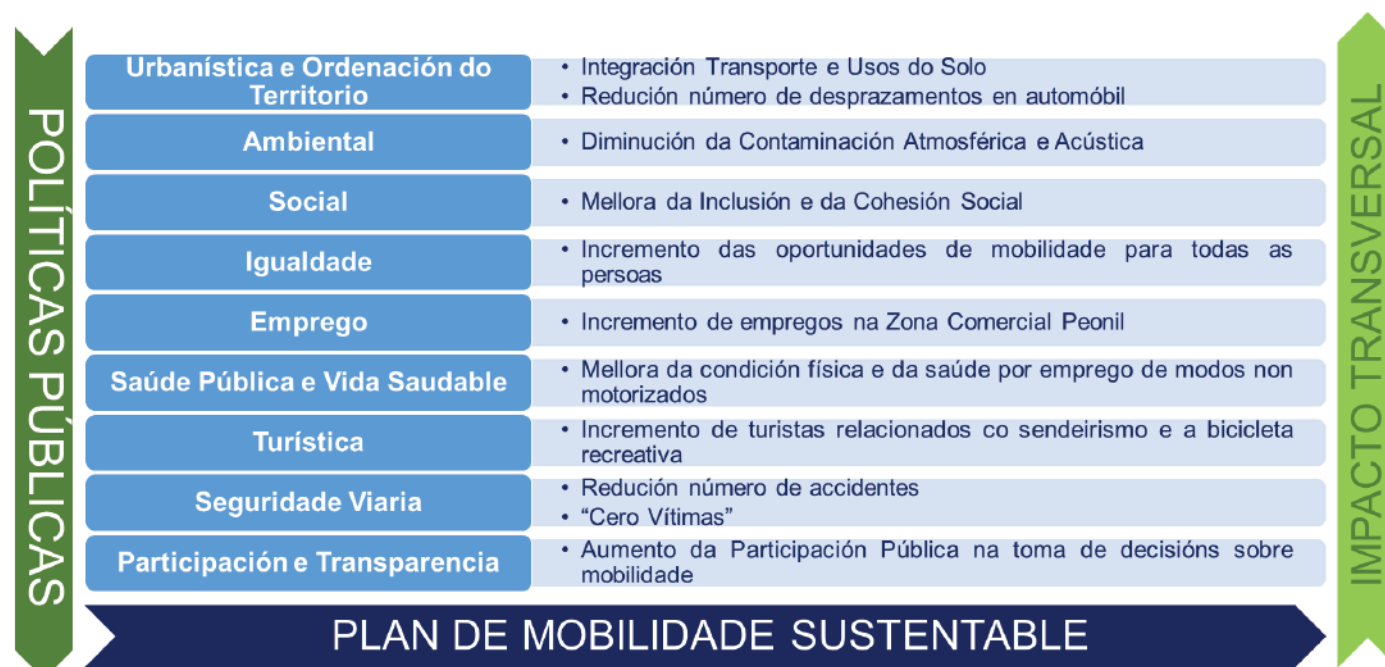 POLÍTICAS PÚBLICAS
Urbanística e Ordenación do
Territorio
• Integración Transporte e Usos do Solo
• Redución número de desprazamentos en automóbil
Ambiental
• Diminución da Contaminación Atmosférica e Acústica
Social
• Mellora da Inclusión e da Cohesión Social
Igualdade
• Incremento das oportunidades de mobilidade para todas as
persoas
Emprego
• Incremento de empregos na Zona Comercial Peonil
Saúde Pública e Vida Saudable
• Mellora da condición física e da saúde por emprego de modos non
motorizados
Turística
• Incremento de turistas relacionados co sendeirismo e a bicicleta
recreativa
Seguridade Viaria
• Redución número de accidentes
• “Cero Vítimas”
Participación e Transparencia
• Aumento da Participación Pública na toma de decisións sobre
mobilidade
IMPACTO TRANSVERSAL
PLAN DE MOBILIDADE SUSTENTABLE